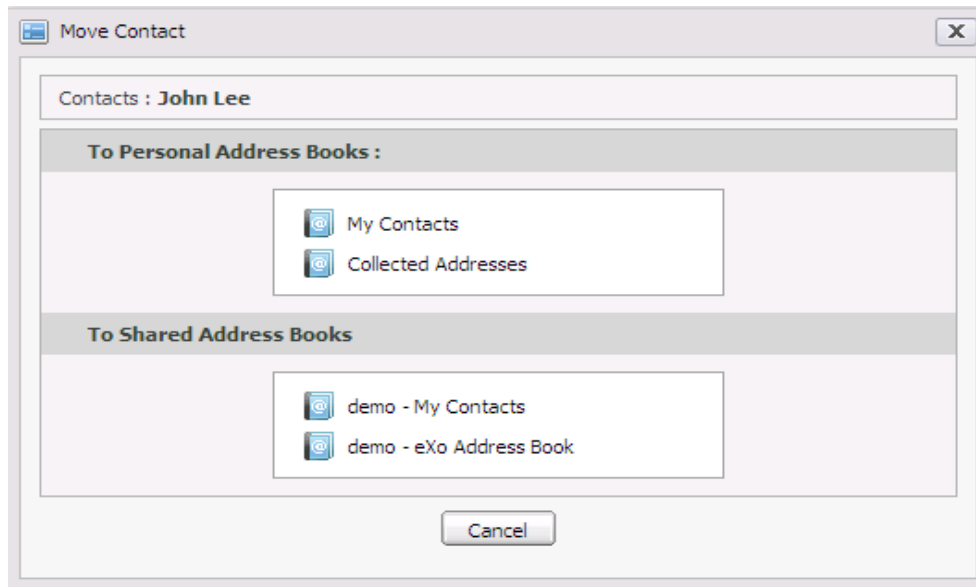 Move Contact
Contacts : John Lee
To Personal Address Books :
My Contacts
Collected Addresses
To Shared Address Books
demo - My Contacts
demo - eXo Address Book
Cancel